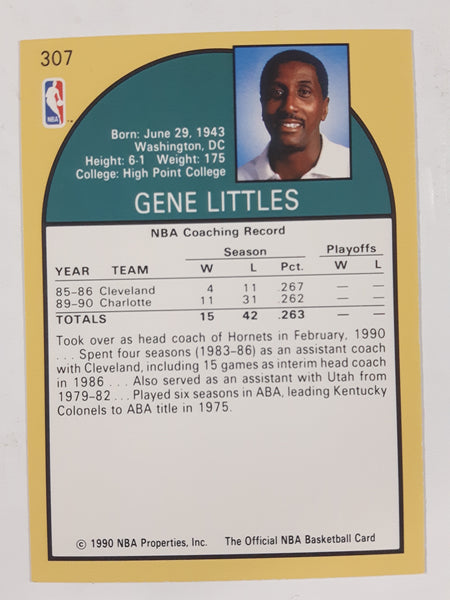 307
NBA
Born: June 29, 1943
Washington, DC
Height: 6-1 Weight: 175
College: High Point College
GENE LITTLES
NBA Coaching Record
Season Playoffs
YEAR TEAM W L Pct. W L
85-86 Cleveland 4 11 .267 — —
89-90 Charlotte 11 31 .262 — —
TOTALS 15 42 .263 — —
Took over as head coach of Hornets in February, 1990
. . . Spent four seasons (1983-86) as an assistant coach
with Cleveland, including 15 games as interim head coach
in 1986 . . . Also served as an assistant with Utah from
1979-82 . . . Played six seasons in ABA, leading Kentucky
Colonels to ABA title in 1975.
© 1990 NBA Properties, Inc. The Official NBA Basketball Card